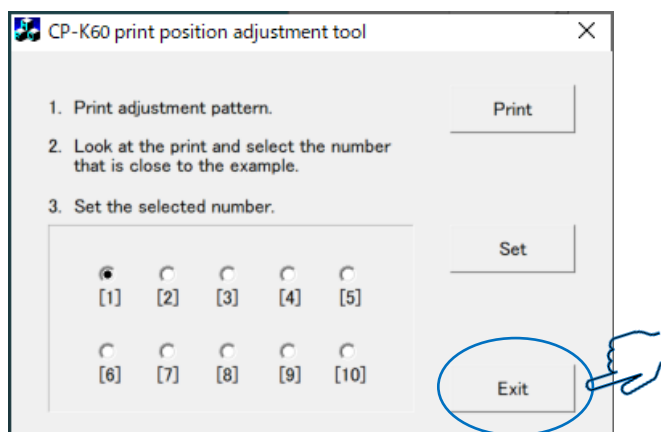 CP-K60 print position adjustment tool
1. Print adjustment pattern.
Print
2. Look at the print and select the number
that is close to the example.
3. Set the selected number.
Set
[1] [2] [3] [4] [5]
[6] [7] [8] [9] [10]
Exit